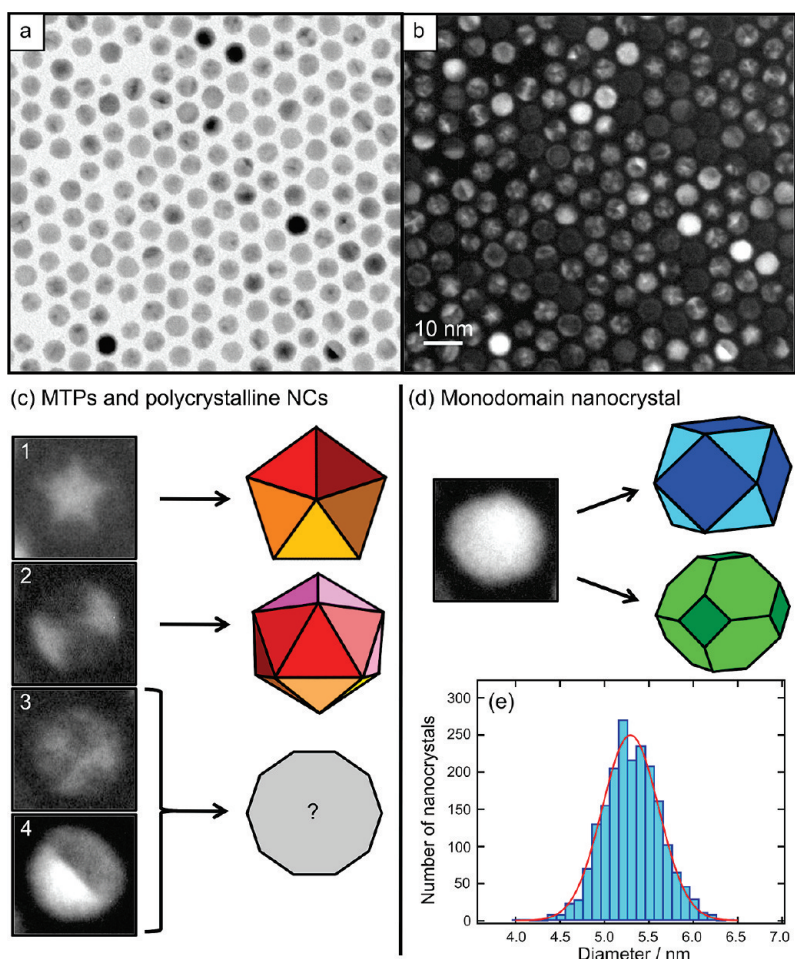 a
b
10 nm
(c) MTPs and polycrystalline NCs
(d) Monodomain nanocrystal
1
2
3
4
?
(e)
Number of nanocrystals
300
250
200
150
100
50
0
4.0 4.5 5.0 5.5 6.0 6.5 7.0
Diameter / nm